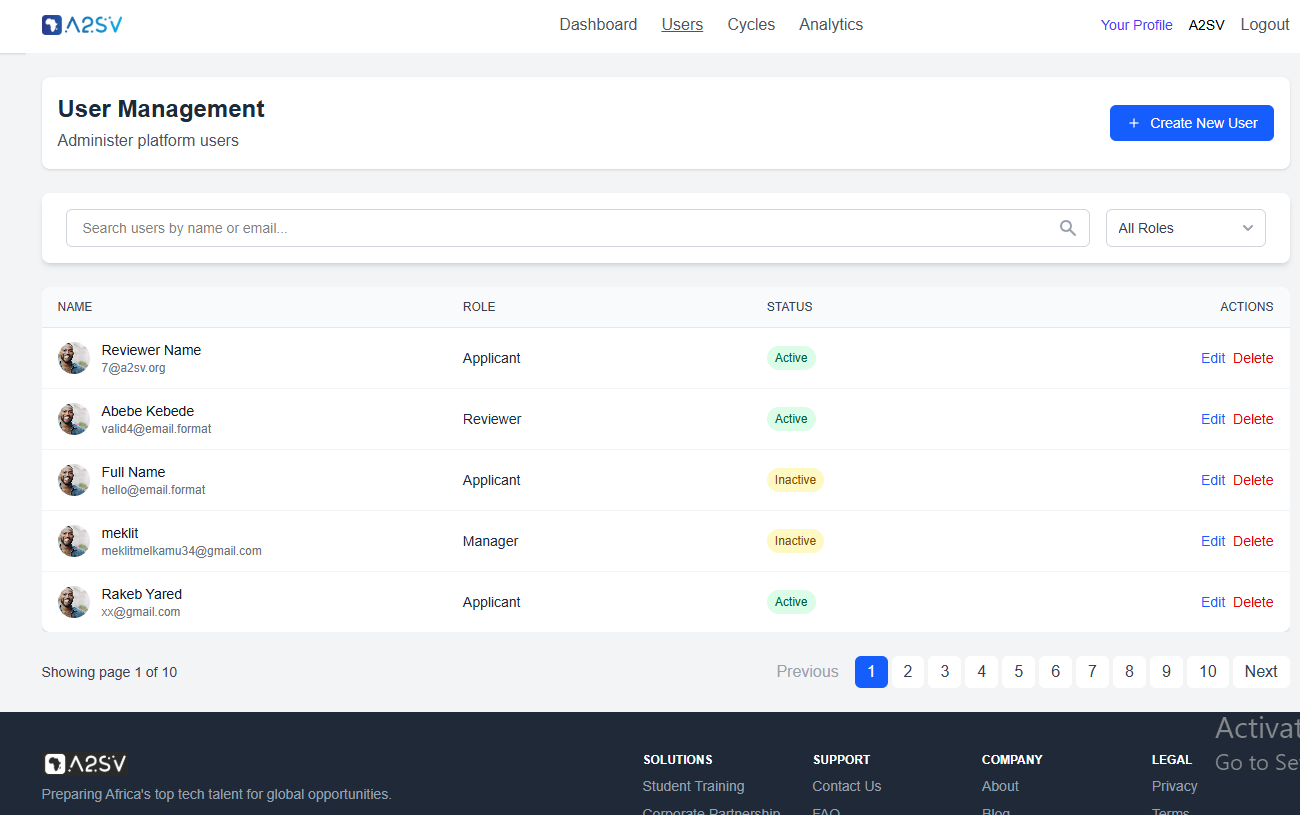 A2SV Dashboard Users Cycles Analytics Your Profile A2SV Logout
User Management
Administer platform users
+ Create New User
Search users by name or email... All Roles
NAME ROLE STATUS ACTIONS
Reviewer Name
7@a2sv.org
Applicant Active Edit Delete
Abebe Kebede
valid4@email.format
Reviewer Active Edit Delete
Full Name
hello@email.format
Applicant Inactive Edit Delete
meklit
meklitmelkamu34@gmail.com
Manager Inactive Edit Delete
Rakeb Yared
xx@gmail.com
Applicant Active Edit Delete
Showing page 1 of 10 Previous 1 2 3 4 5 6 7 8 9 10 Next
Activat
Go to Se
A2SV
Preparing Africa's top tech talent for global opportunities.
SOLUTIONS SUPPORT COMPANY LEGAL
Student Training Contact Us About Privacy
Corporate Partnership FAQ Blog Terms